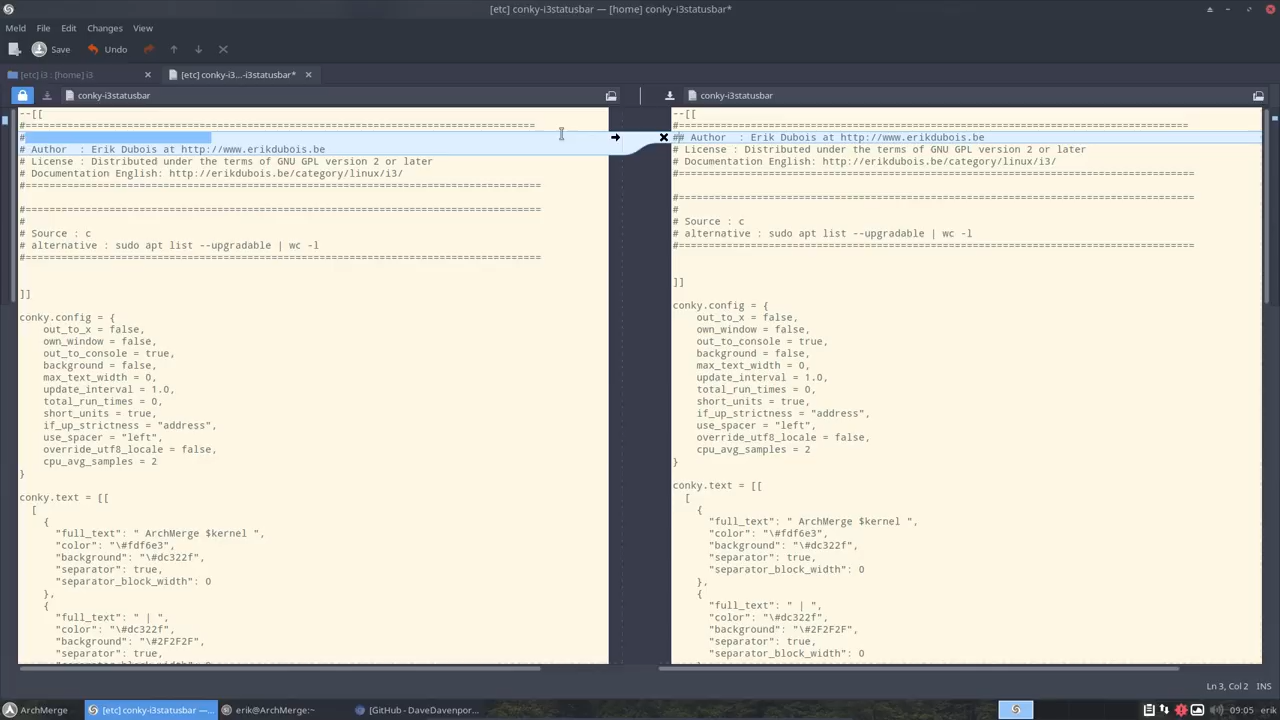 [etc] conky-i3statusbar — [home] conky-i3statusbar*
Meld File Edit Changes View
Save Undo
[etc] i3 : [home] i3
[etc] conky-i3...-i3statusbar*
conky-i3statusbar
conky-i3statusbar
--[[
#=====================================================================================
#
# Author  : Erik Dubois at http://www.erikdubois.be
# License : Distributed under the terms of GNU GPL version 2 or later
# Documentation English: http://erikdubois.be/category/linux/i3/
#======================================================================================
#======================================================================================
#
# Source : c
# alternative : sudo apt list --upgradable | wc -l
#======================================================================================
]]
conky.config = {
    out_to_x = false,
    own_window = false,
    out_to_console = true,
    background = false,
    max_text_width = 0,
    update_interval = 1.0,
    total_run_times = 0,
    short_units = true,
    if_up_strictness = "address",
    use_spacer = "left",
    override_utf8_locale = false,
    cpu_avg_samples = 2
}
conky.text = [[
  [
    {
      "full_text": " ArchMerge $kernel ",
      "color": "\#fdf6e3",
      "background": "\#dc322f",
      "separator": true,
      "separator_block_width": 0
    },
    {
      "full_text": " | ",
      "color": "\#dc322f",
      "background": "\#2F2F2F",
      "separator": true,
--[[
#=====================================================================================
## Author  : Erik Dubois at http://www.erikdubois.be
# License : Distributed under the terms of GNU GPL version 2 or later
# Documentation English: http://erikdubois.be/category/linux/i3/
#======================================================================================
#======================================================================================
#
# Source : c
# alternative : sudo apt list --upgradable | wc -l
#======================================================================================
]]
conky.config = {
    out_to_x = false,
    own_window = false,
    out_to_console = true,
    background = false,
    max_text_width = 0,
    update_interval = 1.0,
    total_run_times = 0,
    short_units = true,
    if_up_strictness = "address",
    use_spacer = "left",
    override_utf8_locale = false,
    cpu_avg_samples = 2
}
conky.text = [[
  [
    {
      "full_text": " ArchMerge $kernel ",
      "color": "\#fdf6e3",
      "background": "\#dc322f",
      "separator": true,
      "separator_block_width": 0
    },
    {
      "full_text": " | ",
      "color": "\#dc322f",
      "background": "\#2F2F2F",
      "separator": true,
      "separator_block_width": 0
Ln 3, Col 2 INS
ArchMerge
[etc] conky-i3statusbar —...
erik@ArchMerge:~
[GitHub - DaveDavenpor...
09:05 erik